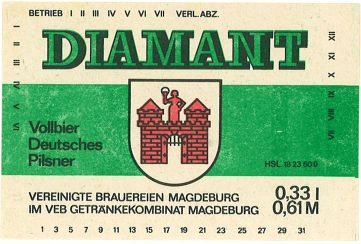 BETRIEB I II III IV V VI VII VERL. ABZ.
DIAMANT
I II III IV V VI
VII VIII IX X XI XII
Vollbier
Deutsches
Pilsner
HSL 18 23 600
VEREINIGTE BRAUEREIEN MAGDEBURG
IM VEB GETRÄNKEKOMBINAT MAGDEBURG
0,33 l
0,61 M
1 3 5 7 9 11 13 15 17 19 21 23 25 27 29 31